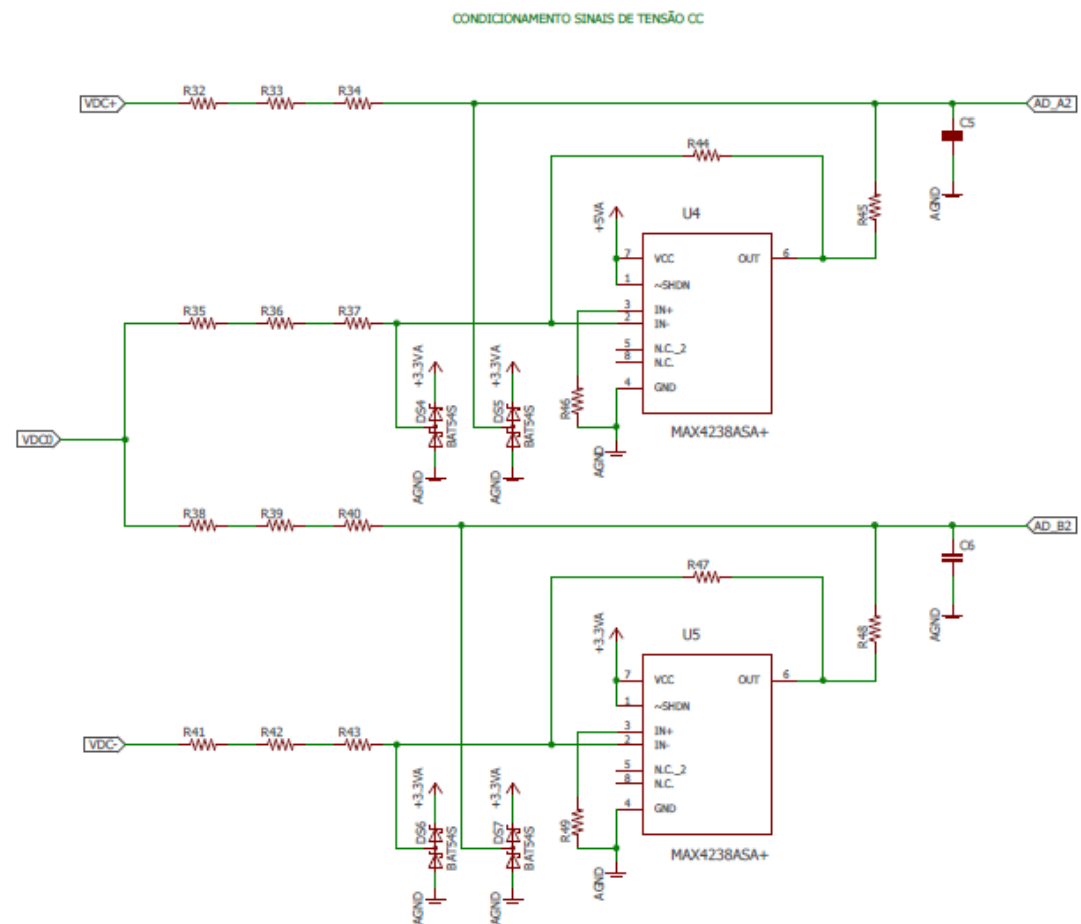 CONDICIONAMENTO SINAIS DE TENSÃO CC
R32 R33 R34
VDC+ AD_A2
C5
AGND
R44
R45
+5VA
U4
7 VCC OUT 6
1 ~SHDN
3 IN+
2 IN-
5 N.C._2
8 N.C.
4 GND
R46
AGND
MAX4238ASA+
R35 R36 R37
+3.3VA +3.3VA
DS4 BAT54S DS5 BAT54S
AGND AGND
VDC0
R38 R39 R40
AD_B2
C6
AGND
R47
R48
+3.3VA
U5
7 VCC OUT 6
1 ~SHDN
3 IN+
2 IN-
5 N.C._2
8 N.C.
4 GND
R49
AGND
MAX4238ASA+
R41 R42 R43
VDC-
+3.3VA +3.3VA
DS6 BAT54S DS7 BAT54S
AGND AGND